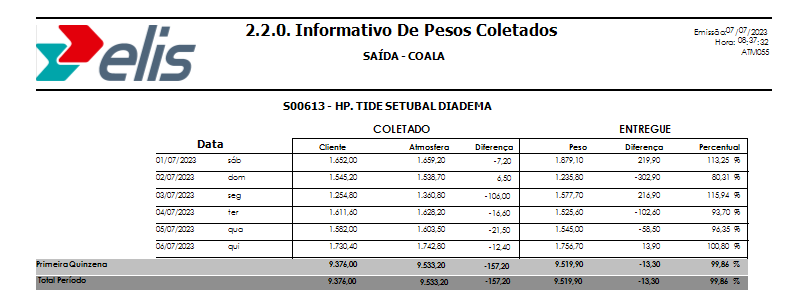 elis
2.2.0. Informativo De Pesos Coletados
SAÍDA - COALA
Emissão:07/07/2023
Hora: 08:37:32
ATM055
S00613 - HP. TIDE SETUBAL DIADEMA
COLETADO ENTREGUE
Data Cliente Atmosfera Diferença Peso Diferença Percentual
01/07/2023 sáb 1.652,00 1.659,20 -7,20 1.879,10 219,90 113,25 %
02/07/2023 dom 1.545,20 1.538,70 6,50 1.235,80 -302,90 80,31 %
03/07/2023 seg 1.254,80 1.360,80 -106,00 1.577,70 216,90 115,94 %
04/07/2023 ter 1.611,60 1.628,20 -16,60 1.525,60 -102,60 93,70 %
05/07/2023 qua 1.582,00 1.603,50 -21,50 1.545,00 -58,50 96,35 %
06/07/2023 qui 1.730,40 1.742,80 -12,40 1.756,70 13,90 100,80 %
Primeira Quinzena 9.376,00 9.533,20 -157,20 9.519,90 -13,30 99,86 %
Total Período 9.376,00 9.533,20 -157,20 9.519,90 -13,30 99,86 %